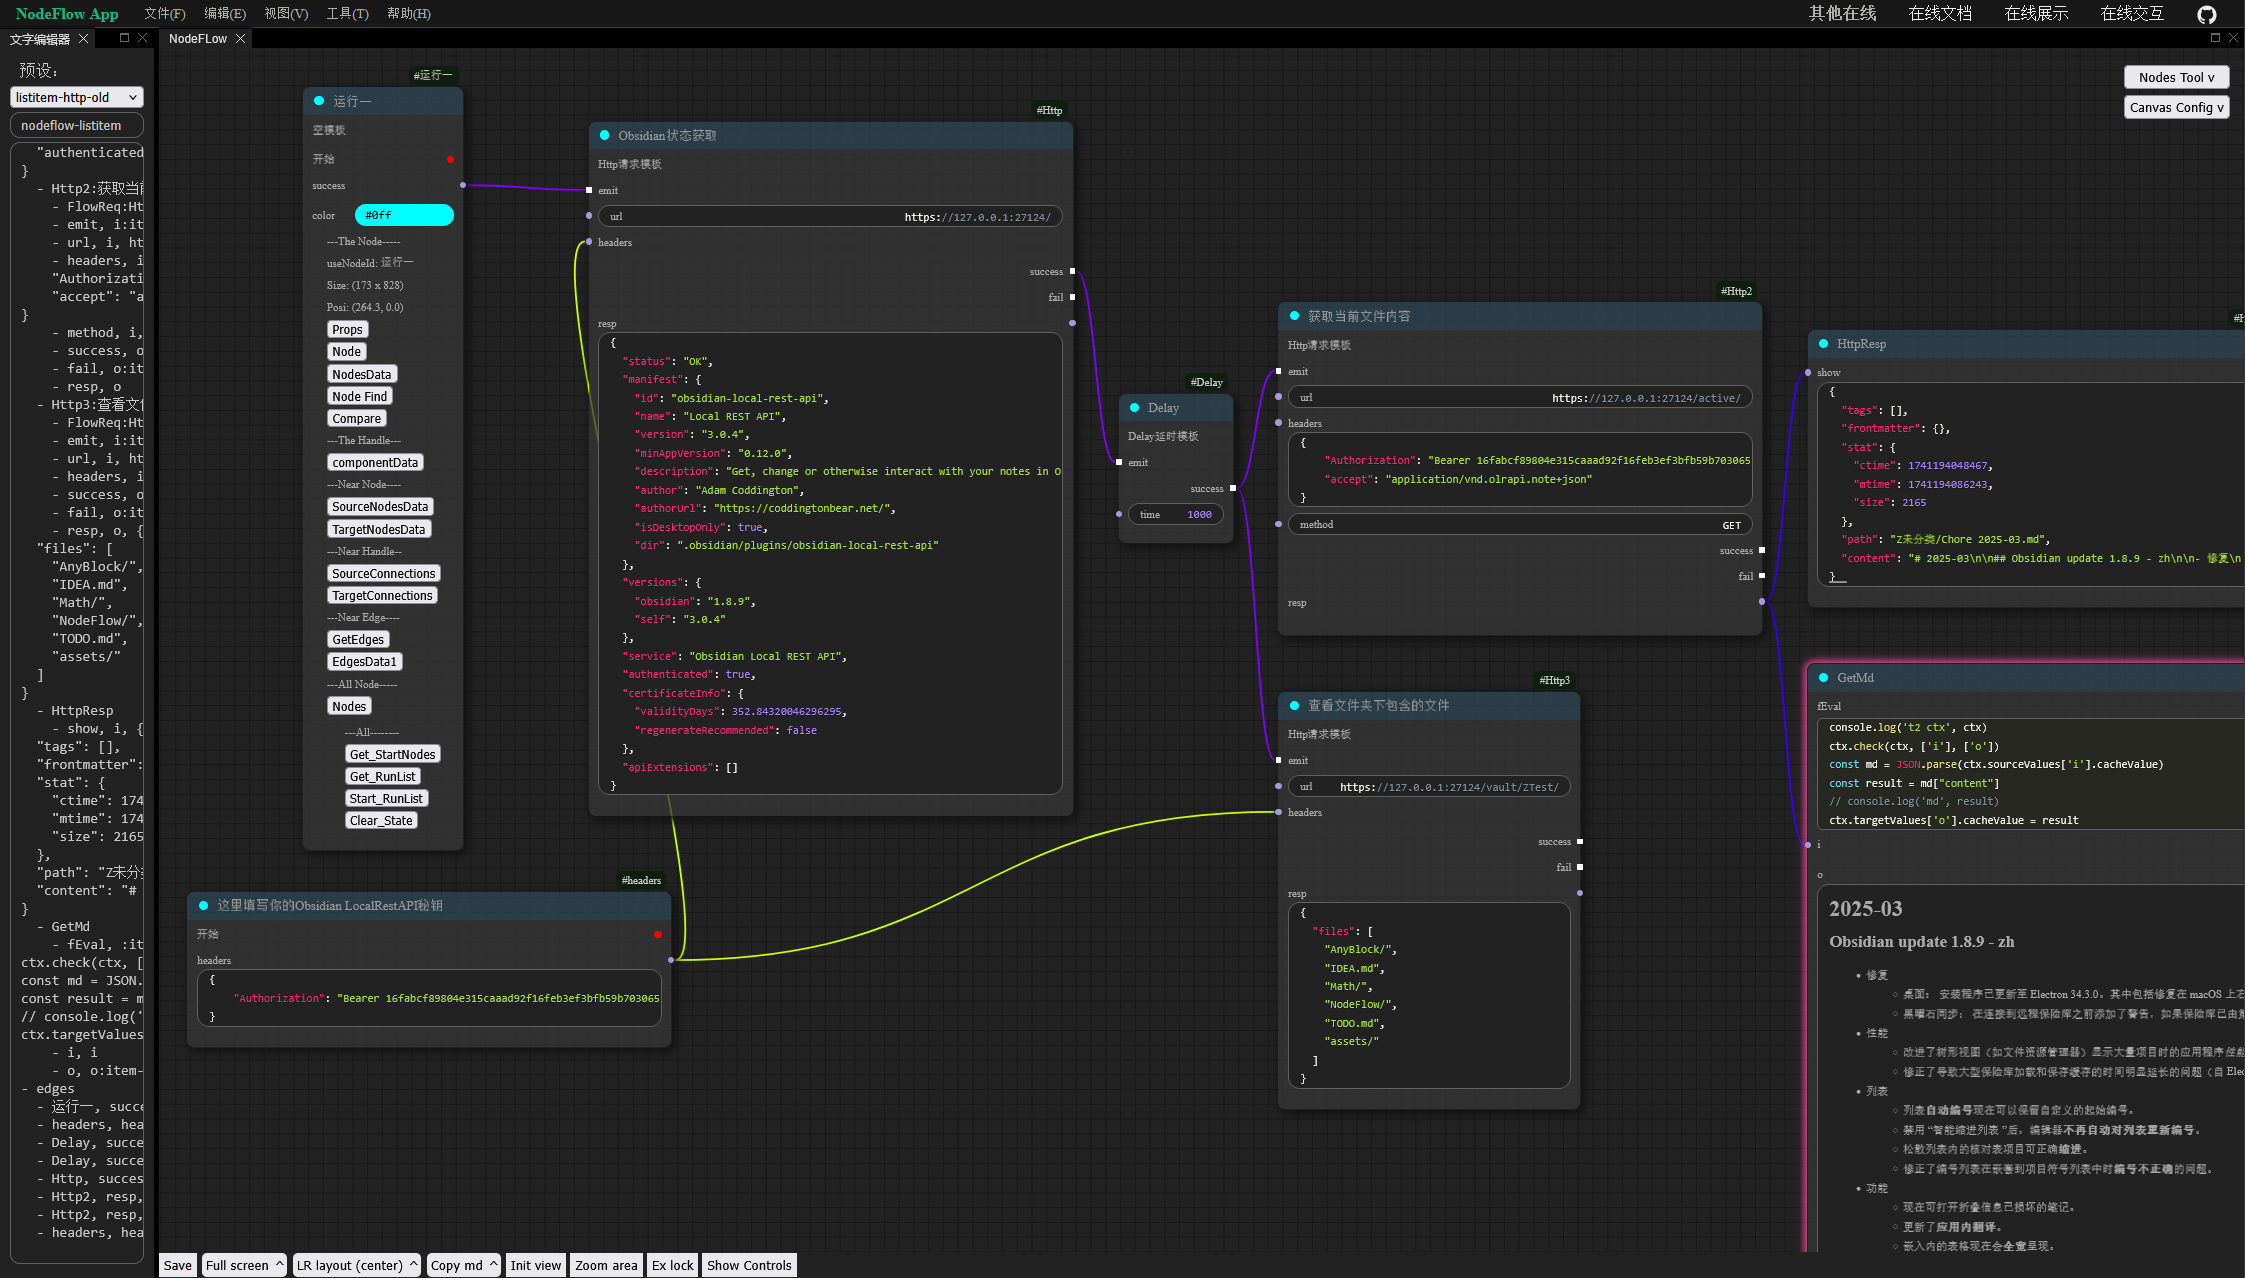 NodeFlow App
文件(F)
编辑(E)
视图(V)
工具(T)
帮助(H)
其他在线
在线文档
在线展示
在线交互
文字编辑器
预设：
listitem-http-old
nodeflow-listitem
"authenticated
}
- Http2:获取当前
- FlowReq:Ht
- emit, i:it
- url, i, ht
- headers, i
"Authorizati
"accept": "a
}
- method, i,
- success, o
- fail, o:it
- resp, o
- Http3:查看文件
- FlowReq:Ht
- emit, i:it
- url, i, ht
- headers, i
- success, o
- fail, o:it
- resp, o, {
"files": [
"AnyBlock/",
"IDEA.md",
"Math/",
"NodeFlow/",
"TODO.md",
"assets/"
]
}
- HttpResp
- show, i, {
"tags": [],
"frontmatter":
"stat": {
"ctime": 174
"mtime": 174
"size": 2165
},
"path": "Z未分类
"content": "#
}
- GetMd
- fEval, :it
ctx.check(ctx, [
const md = JSON.
const result = m
// console.log('
ctx.targetValues
- i, i
- o, o:item-
- edges
- 运行一, succe
- headers, hea
- Delay, succe
- Delay, succe
- Http, succes
- Http2, resp,
- Http2, resp,
- headers, hea
NodeFLow
Nodes Tool v
Canvas Config v
#运行一
运行一
空模板
开始
success
color
#0ff
---The Node-----
useNodeId: 运行一
Size: (173 x 828)
Posi: (264.3, 0.0)
Props
Node
NodesData
Node Find
Compare
---The Handle---
componentData
---Near Node----
SourceNodesData
TargetNodesData
---Near Handle--
SourceConnections
TargetConnections
---Near Edge----
GetEdges
EdgesData1
---All Node-----
Nodes
---All--------
Get_StartNodes
Get_RunList
Start_RunList
Clear_State
#Http
Obsidian状态获取
Http请求模板
emit
url https://127.0.0.1:27124/
headers
success
fail
resp
{
"status": "OK",
"manifest": {
"id": "obsidian-local-rest-api",
"name": "Local REST API",
"version": "3.0.4",
"minAppVersion": "0.12.0",
"description": "Get, change or otherwise interact with your notes in O
"author": "Adam Coddington",
"authorUrl": "https://coddingtonbear.net/",
"isDesktopOnly": true,
"dir": ".obsidian/plugins/obsidian-local-rest-api"
},
"versions": {
"obsidian": "1.8.9",
"self": "3.0.4"
},
"service": "Obsidian Local REST API",
"authenticated": true,
"certificateInfo": {
"validityDays": 352.84320046296295,
"regenerateRecommended": false
},
"apiExtensions": []
}
#headers
这里填写你的Obsidian LocalRestAPI秘钥
开始
headers
{
"Authorization": "Bearer 16fabcf89804e315caaad92f16feb3ef3bfb59b703065
}
#Delay
Delay
Delay延时模板
emit
success
time 1000
#Http2
获取当前文件内容
Http请求模板
emit
url https://127.0.0.1:27124/active/
headers
{
"Authorization": "Bearer 16fabcf89804e315caaad92f16feb3ef3bfb59b703065
"accept": "application/vnd.olrapi.note+json"
}
method GET
success
fail
resp
#Http3
查看文件夹下包含的文件
Http请求模板
emit
url https://127.0.0.1:27124/vault/ZTest/
headers
success
fail
resp
{
"files": [
"AnyBlock/",
"IDEA.md",
"Math/",
"NodeFlow/",
"TODO.md",
"assets/"
]
}
HttpResp
show
{
"tags": [],
"frontmatter": {},
"stat": {
"ctime": 1741194048467,
"mtime": 1741194086243,
"size": 2165
},
"path": "Z未分类/Chore 2025-03.md",
"content": "# 2025-03\n\n## Obsidian update 1.8.9 - zh\n\n- 修复\n
}
GetMd
fEval
console.log('t2 ctx', ctx)
ctx.check(ctx, ['i'], ['o'])
const md = JSON.parse(ctx.sourceValues['i'].cacheValue)
const result = md["content"]
// console.log('md', result)
ctx.targetValues['o'].cacheValue = result
i
o
2025-03
Obsidian update 1.8.9 - zh
修复
桌面： 安装程序已更新至 Electron 34.3.0。其中包括修复在 macOS 上右
黑曜石同步： 在连接到远程保险库之前添加了警告，如果保险库已由
性能
改进了树形视图（如文件资源管理器）显示大量项目时的应用程序性能
修正了导致大型保险库加载和保存缓存的时间明显延长的问题（自 Elec
列表
列表自动编号现在可以保留自定义的起始编号。
禁用 “智能缩进列表 ”后，编辑器不再自动对列表重新编号。
松散列表内的核对表项目可正确缩进。
修正了编号列表在嵌套到项目符号列表中时编号不正确的问题。
功能
现在可打开折叠信息已损坏的笔记。
更新了应用内翻译。
嵌入内的表格现在会全宽呈现。
Save
Full screen ^
LR layout (center) ^
Copy md ^
Init view
Zoom area
Ex lock
Show Controls